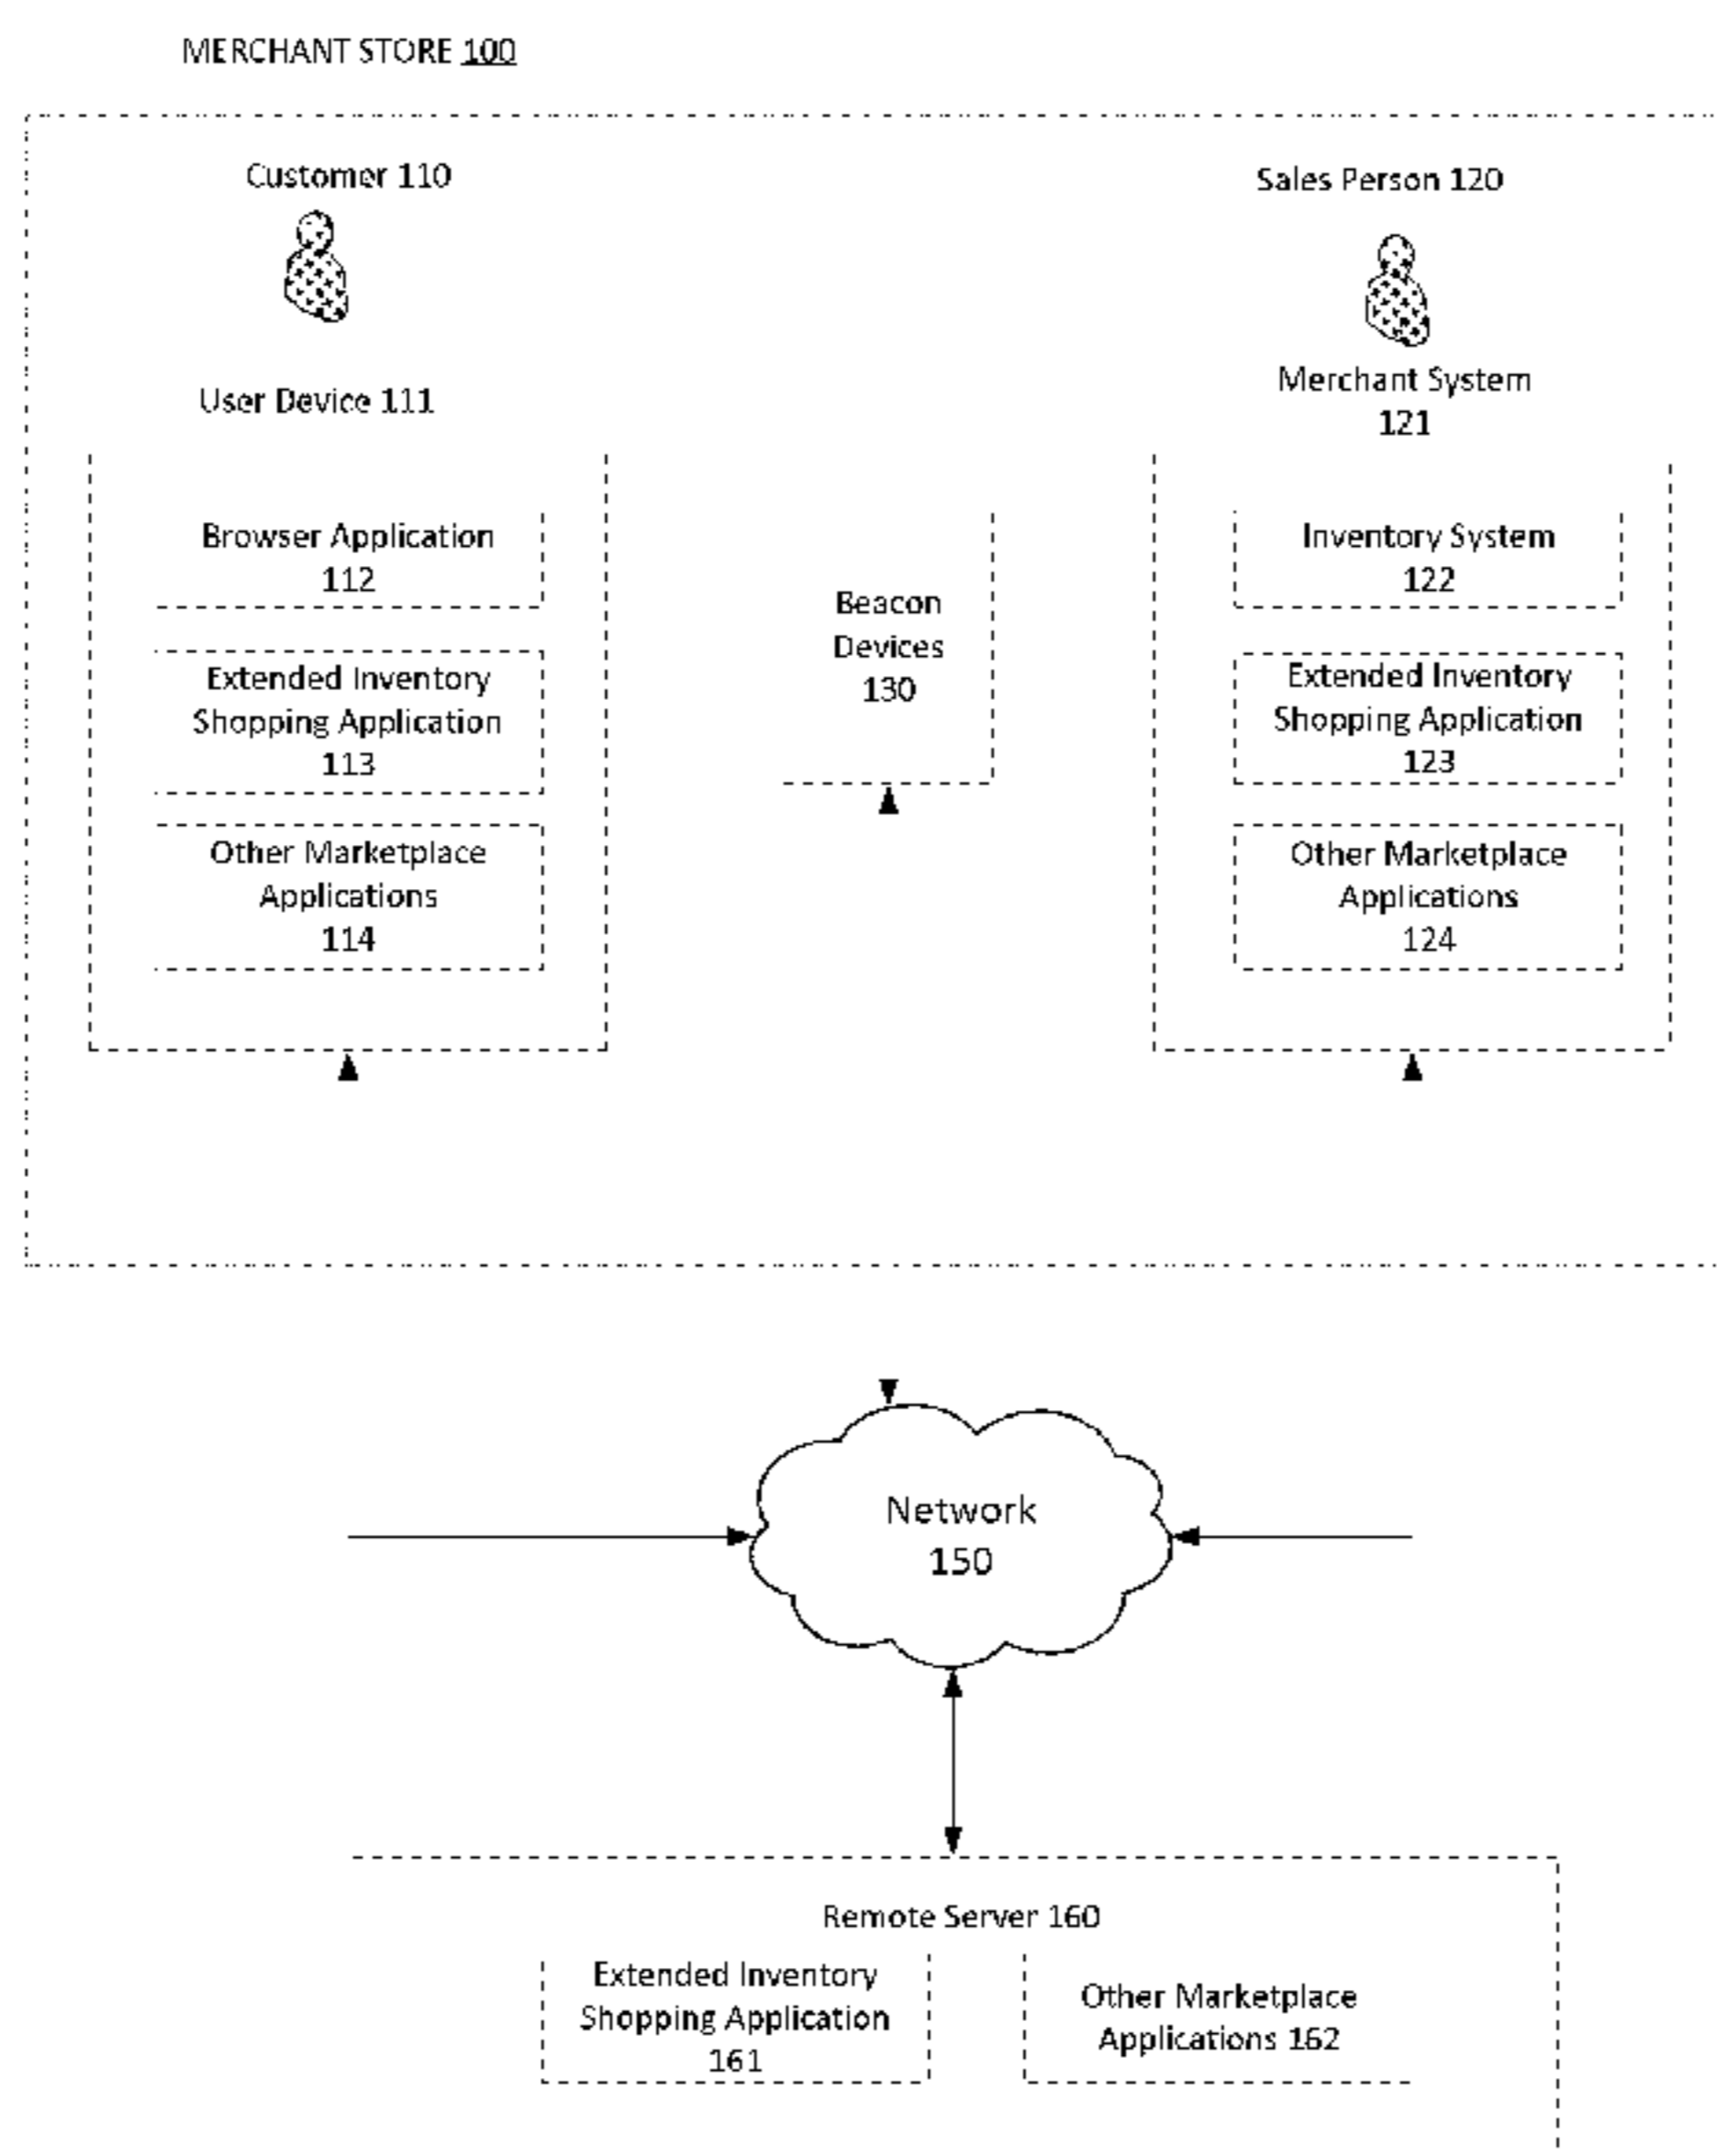 MERCHANT STORE 100
Customer 110
Sales Person 120
User Device 111
Merchant System
121
Browser Application
112
Extended Inventory
Shopping Application
113
Other Marketplace
Applications
114
Beacon
Devices
130
Inventory System
122
Extended Inventory
Shopping Application
123
Other Marketplace
Applications
124
Network
150
Remote Server 160
Extended Inventory
Shopping Application
161
Other Marketplace
Applications 162